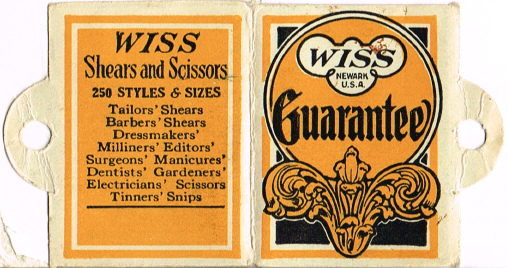 WISS
Shears and Scissors
250 STYLES & SIZES
Tailors' Shears
Barbers' Shears
Dressmakers'
Milliners' Editors'
Surgeons' Manicures'
Dentists' Gardeners'
Electricians' Scissors
Tinners' Snips
WISS
NEWARK
U.S.A.
Guarantee